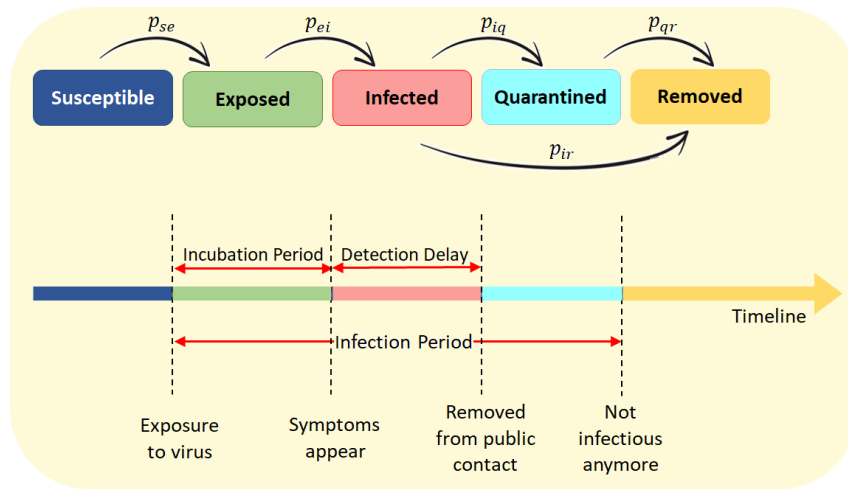 p_se p_ei p_iq p_qr
Susceptible Exposed Infected Quarantined Removed
p_ir
Incubation Period Detection Delay
Timeline
Infection Period
Exposure
to virus
Symptoms
appear
Removed
from public
contact
Not
infectious
anymore